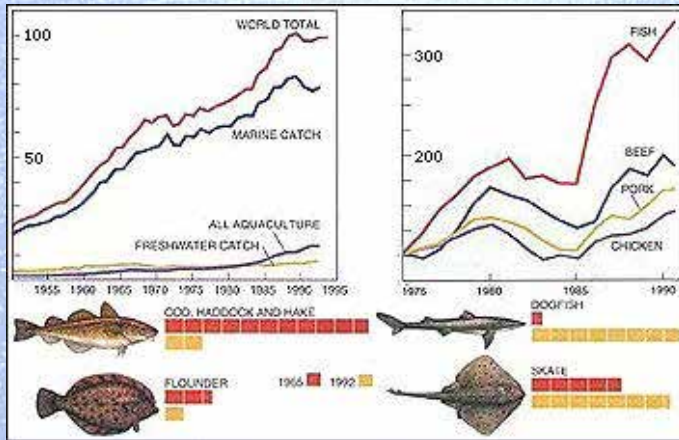 100
50
WORLD TOTAL
MARINE CATCH
ALL AQUACULTURE
FRESHWATER CATCH
1955 1960 1965 1970 1975 1980 1985 1990 1995
300
200
FISH
BEEF
PORK
CHICKEN
1975 1980 1985 1990
COD, HADDOCK AND HAKE
FLOUNDER
1965 1992
DOGFISH
SKATE